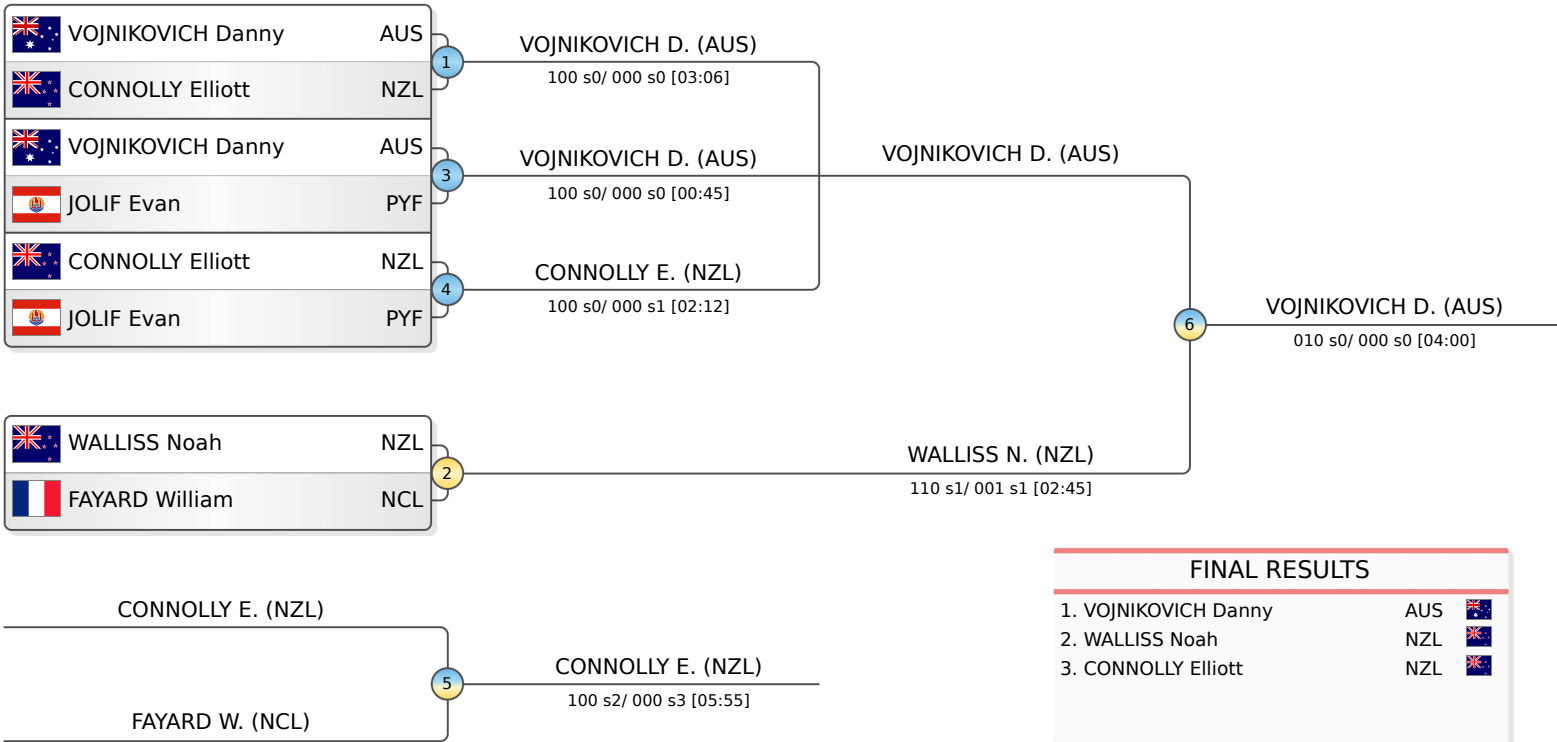 VOJNIKOVICH Danny AUS
CONNOLLY Elliott NZL
1
VOJNIKOVICH D. (AUS)
100 s0/ 000 s0 [03:06]
VOJNIKOVICH Danny AUS
JOLIF Evan PYF
3
VOJNIKOVICH D. (AUS)
100 s0/ 000 s0 [00:45]
VOJNIKOVICH D. (AUS)
CONNOLLY Elliott NZL
JOLIF Evan PYF
4
CONNOLLY E. (NZL)
100 s0/ 000 s1 [02:12]
6
VOJNIKOVICH D. (AUS)
010 s0/ 000 s0 [04:00]
WALLISS Noah NZL
FAYARD William NCL
2
WALLISS N. (NZL)
110 s1/ 001 s1 [02:45]
CONNOLLY E. (NZL)
FAYARD W. (NCL)
5
CONNOLLY E. (NZL)
100 s2/ 000 s3 [05:55]
FINAL RESULTS
1. VOJNIKOVICH Danny AUS
2. WALLISS Noah NZL
3. CONNOLLY Elliott NZL